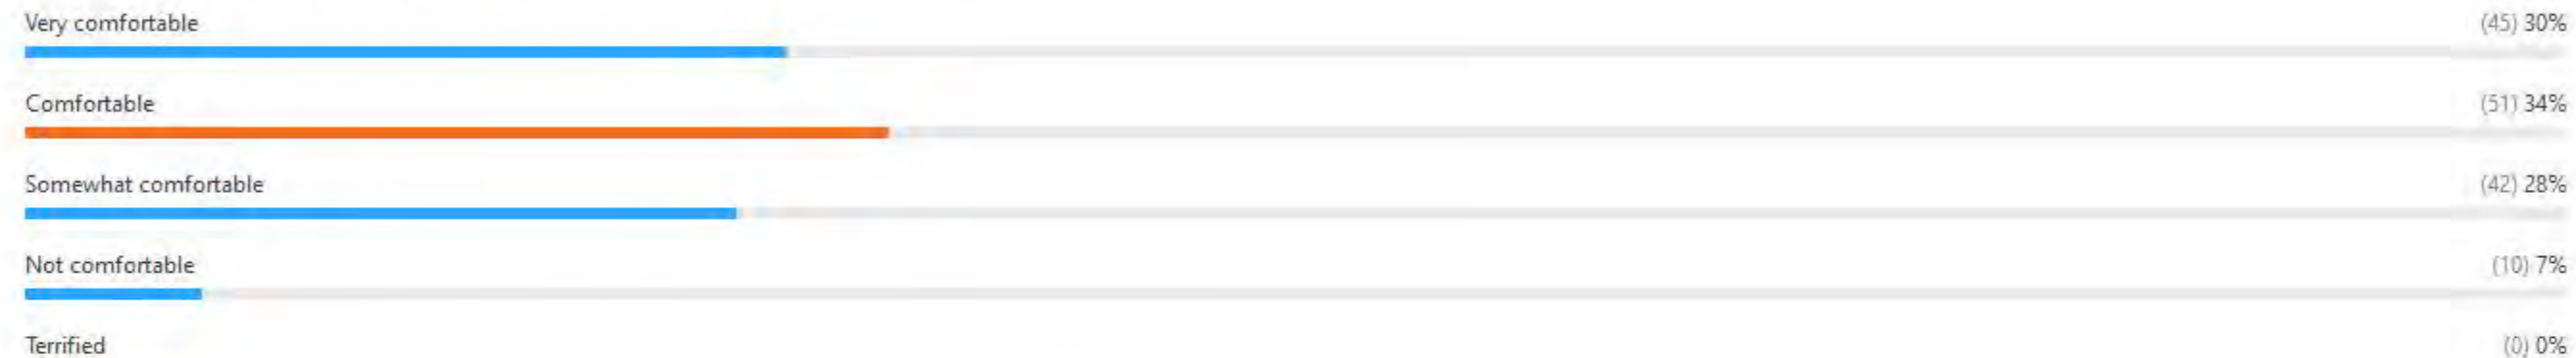 Very comfortable (45) 30%
Comfortable (51) 34%
Somewhat comfortable (42) 28%
Not comfortable (10) 7%
Terrified (0) 0%